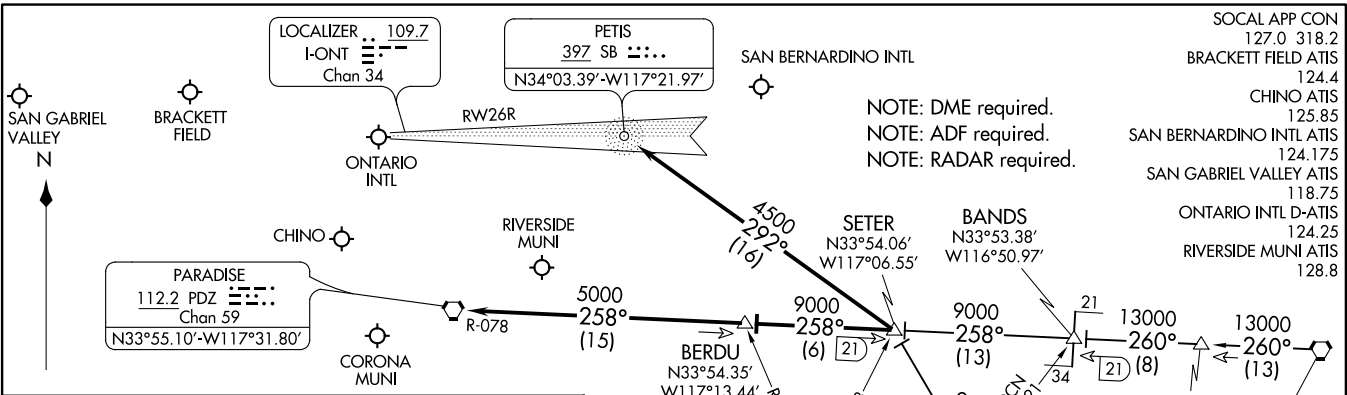 LOCALIZER 109.7
I-ONT
Chan 34
PETIS
397 SB
N34°03.39′-W117°21.97′
SAN BERNARDINO INTL
SOCAL APP CON
127.0 318.2
BRACKETT FIELD ATIS
124.4
CHINO ATIS
125.85
SAN BERNARDINO INTL ATIS
124.175
SAN GABRIEL VALLEY ATIS
118.75
ONTARIO INTL D-ATIS
124.25
RIVERSIDE MUNI ATIS
128.8
NOTE: DME required.
NOTE: ADF required.
NOTE: RADAR required.
SAN GABRIEL
VALLEY
N
BRACKETT
FIELD
RW26R
ONTARIO
INTL
CHINO
RIVERSIDE
MUNI
4500
292°
(16)
SETER
N33°54.06′
W117°06.55′
BANDS
N33°53.38′
W116°50.97′
PARADISE
112.2 PDZ
Chan 59
N33°55.10′-W117°31.80′
R-078
5000
258°
(15)
CORONA
MUNI
BERDU
N33°54.35′
W117°13.44′
9000
258°
(6)
21
9000
258°
(13)
21
34
21
13000
260°
(8)
13000
260°
(13)